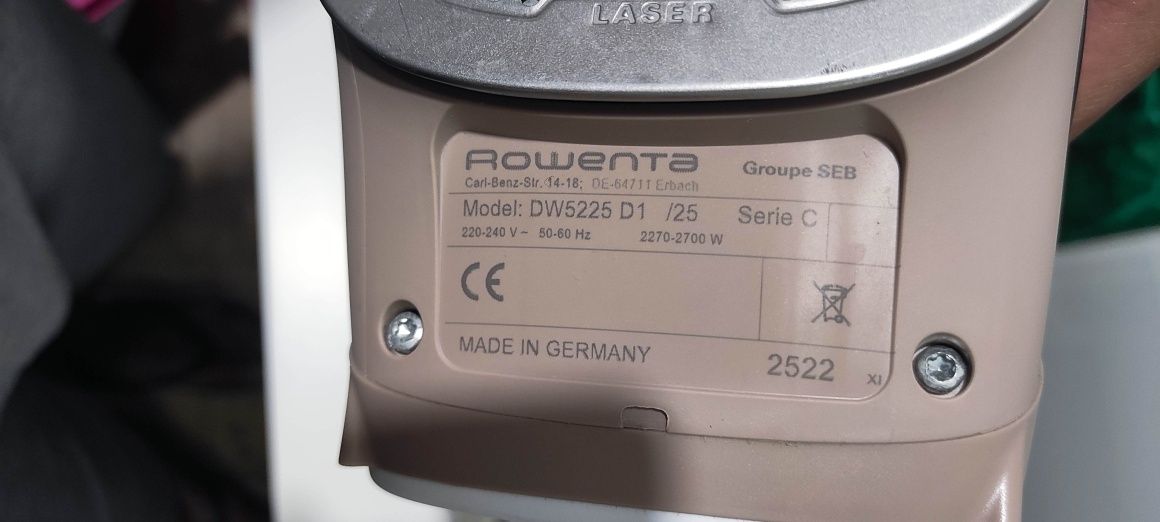 LASER
ROWENTA Groupe SEB
Carl-Benz-Str. 14-18; DE-64711 Erbach
Model: DW5225 D1 /25 Serie C
220-240 V ~ 50-60 Hz 2270-2700 W
CE
MADE IN GERMANY 2522 XI